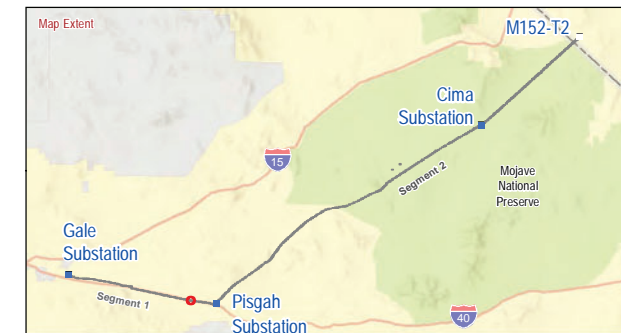 Map Extent
M152-T2
Cima
Substation
15
Segment 2
Mojave
National
Preserve
Gale
Substation
Segment 1
Pisgah
Substation
40